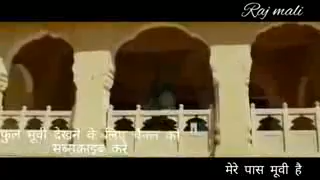 Raj mali
फुल मूवी देखने के लिए चैनल को
सब्सक्राइब करे
मेरे पास मूवी है